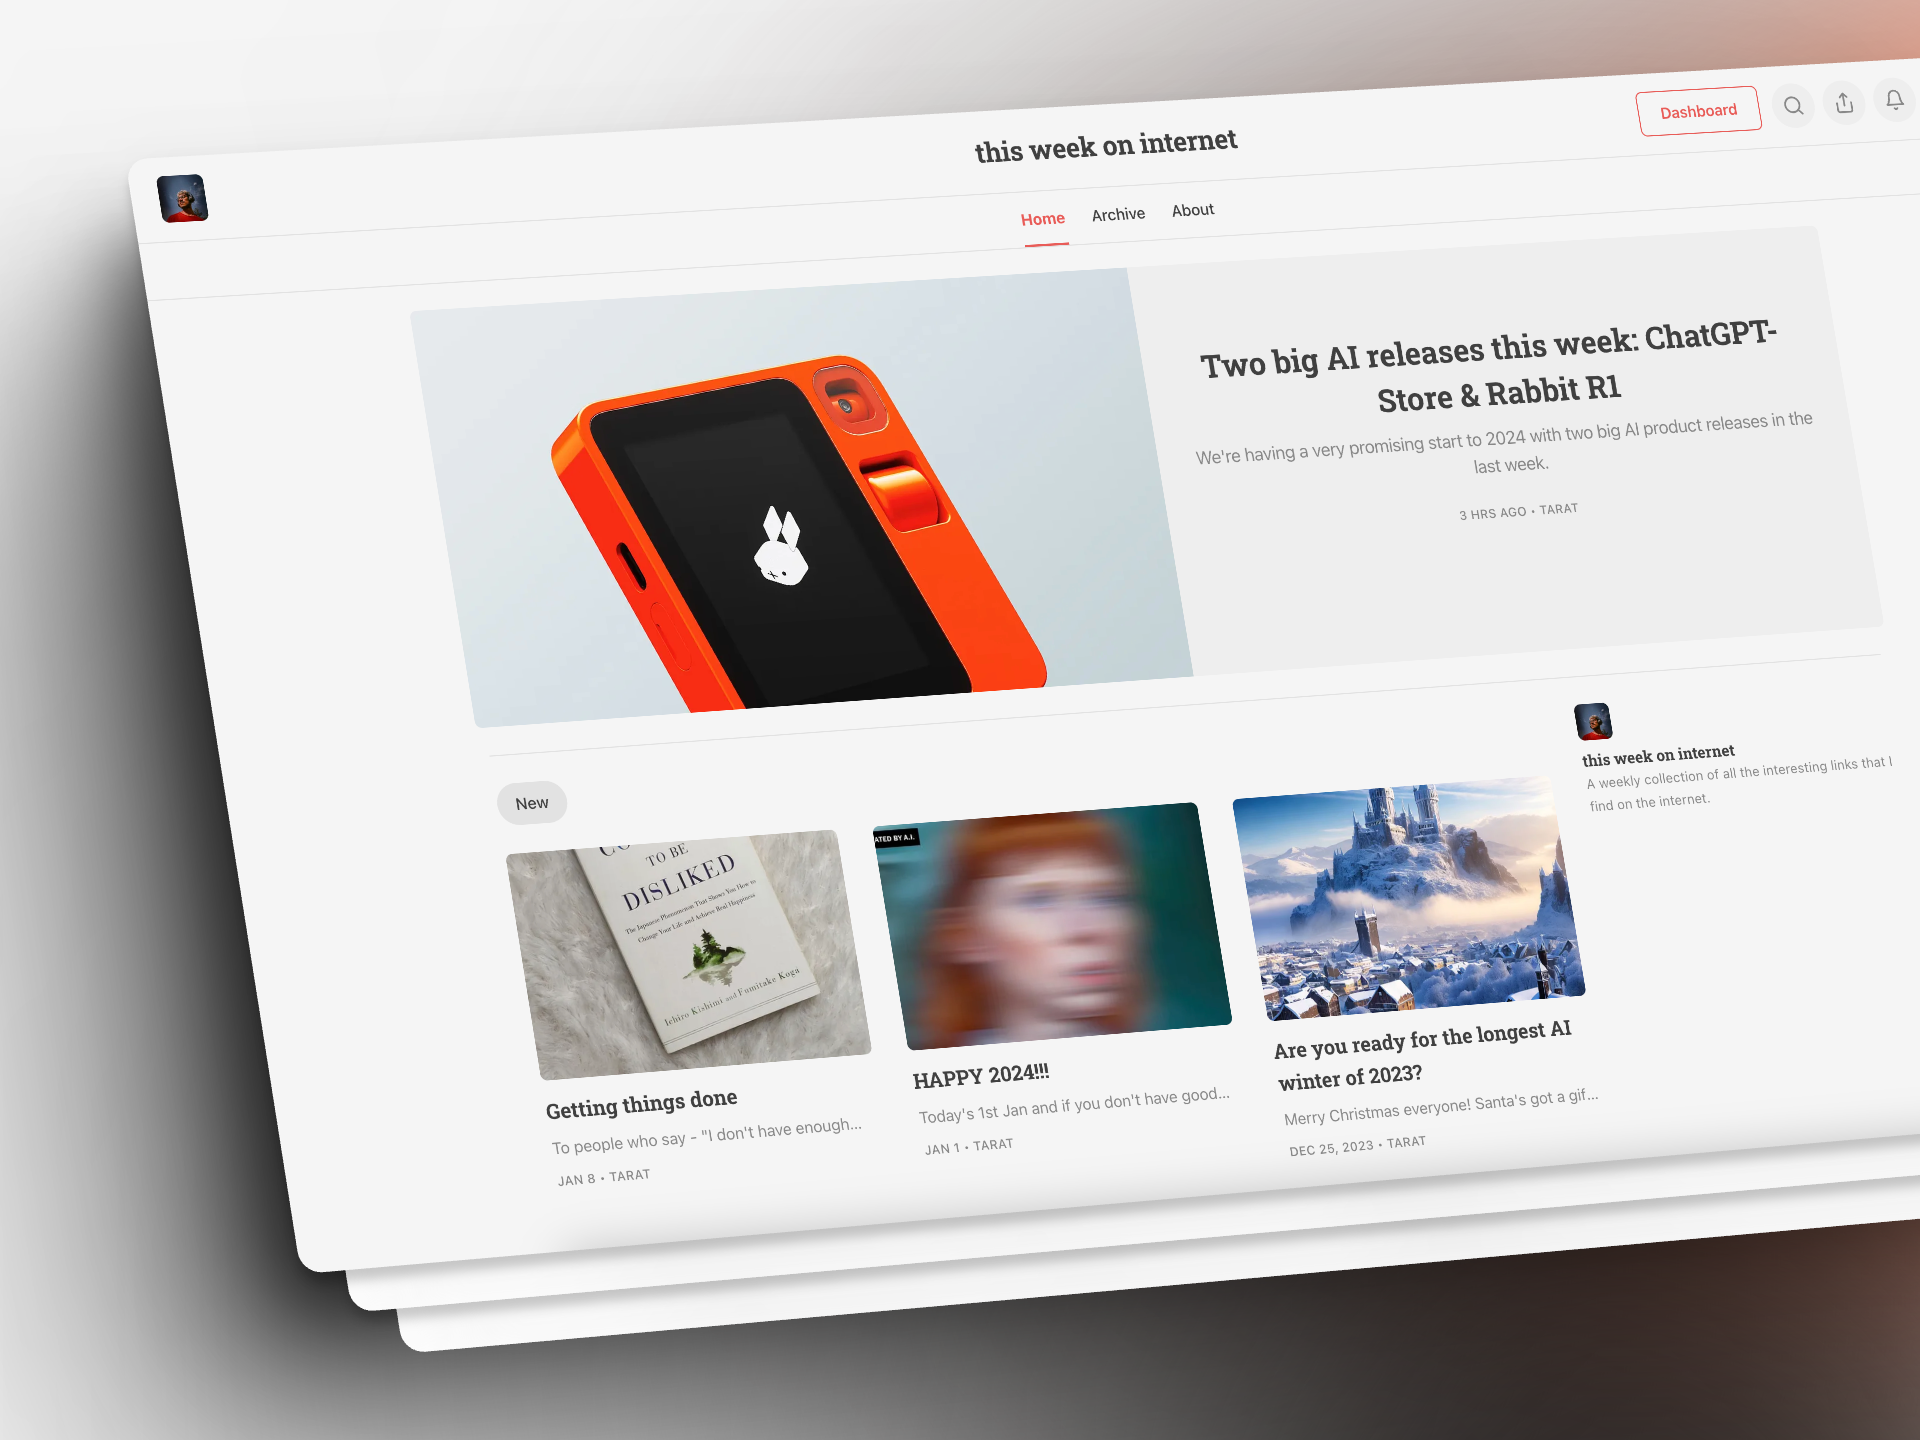 this week on internet
Dashboard
Home
Archive
About
Two big AI releases this week: ChatGPT-
Store & Rabbit R1
We're having a very promising start to 2024 with two big AI product releases in the
last week.
3 HRS AGO • TARAT
New
TO BE
DISLIKED
The Japanese Phenomenon That Shows You How to
Change Your Life and Achieve Real Happiness
Ichiro Kishimi and Fumitake Koga
Getting things done
To people who say - "I don't have enough...
JAN 8 • TARAT
ATED BY A.I.
HAPPY 2024!!!
Today's 1st Jan and if you don't have good...
JAN 1 • TARAT
Are you ready for the longest AI
winter of 2023?
Merry Christmas everyone! Santa's got a gif...
DEC 25, 2023 • TARAT
this week on internet
A weekly collection of all the interesting links that I
find on the internet.